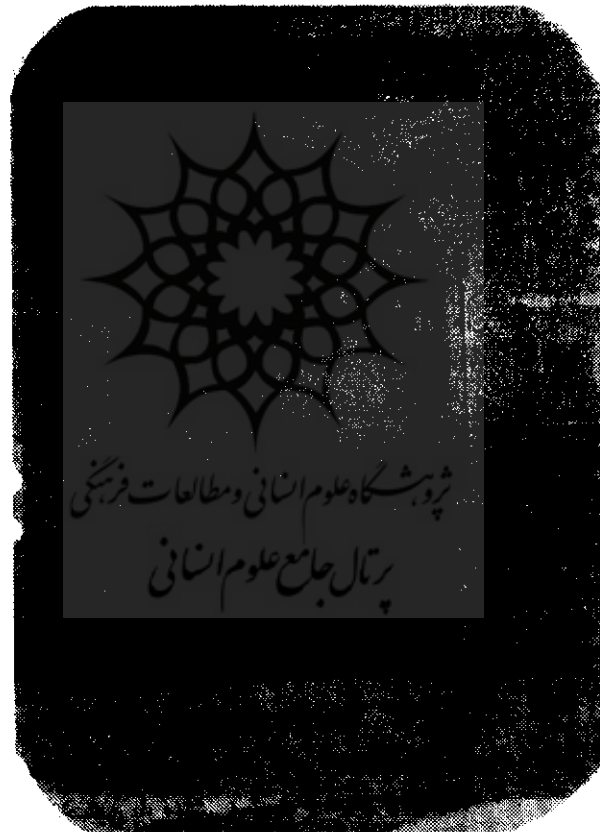 پژوهشگاه علوم انسانی و مطالعات فرهنگی
پرتال جامع علوم انسانی